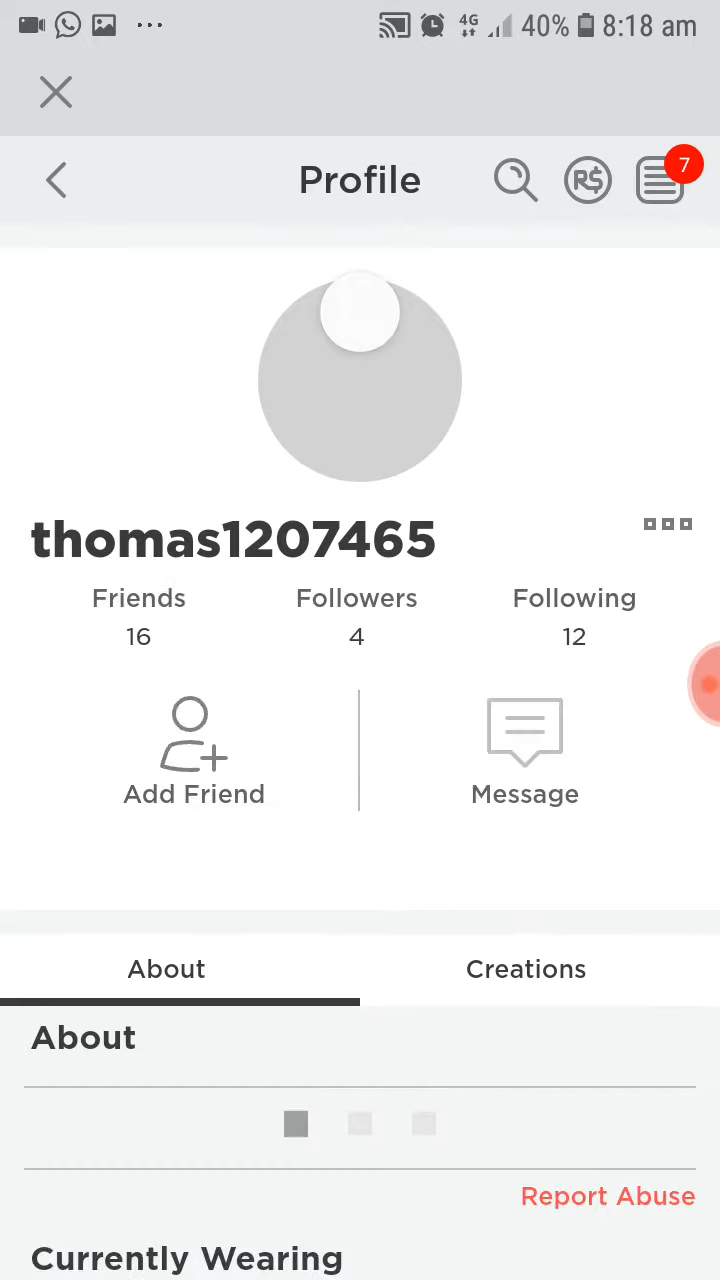 4G 40% 8:18 am
Profile R$ 7
thomas1207465
Friends Followers Following
16 4 12
Add Friend Message
About Creations
About
Report Abuse
Currently Wearing